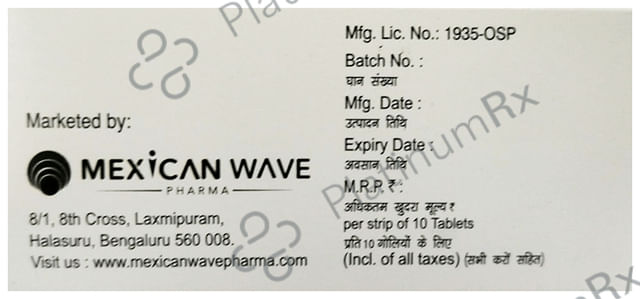 Marketed by:
MEXiCAN WAVE
PHARMA
8/1, 8th Cross, Laxmipuram,
Halasuru, Bengaluru 560 008.
Visit us : www.mexicanwavepharma.com
Mfg. Lic. No.: 1935-OSP
Batch No. :
घान संख्या
Mfg. Date :
उत्पादन तिथि
Expiry Date :
अवसान तिथि
M.R.P. ₹ :
अधिकतम खुदरा मूल्य ₹
per strip of 10 Tablets
प्रति 10 गोलियों के लिए
(Incl. of all taxes) (सभी करों सहित)
PlatinumRx
PlatinumRx